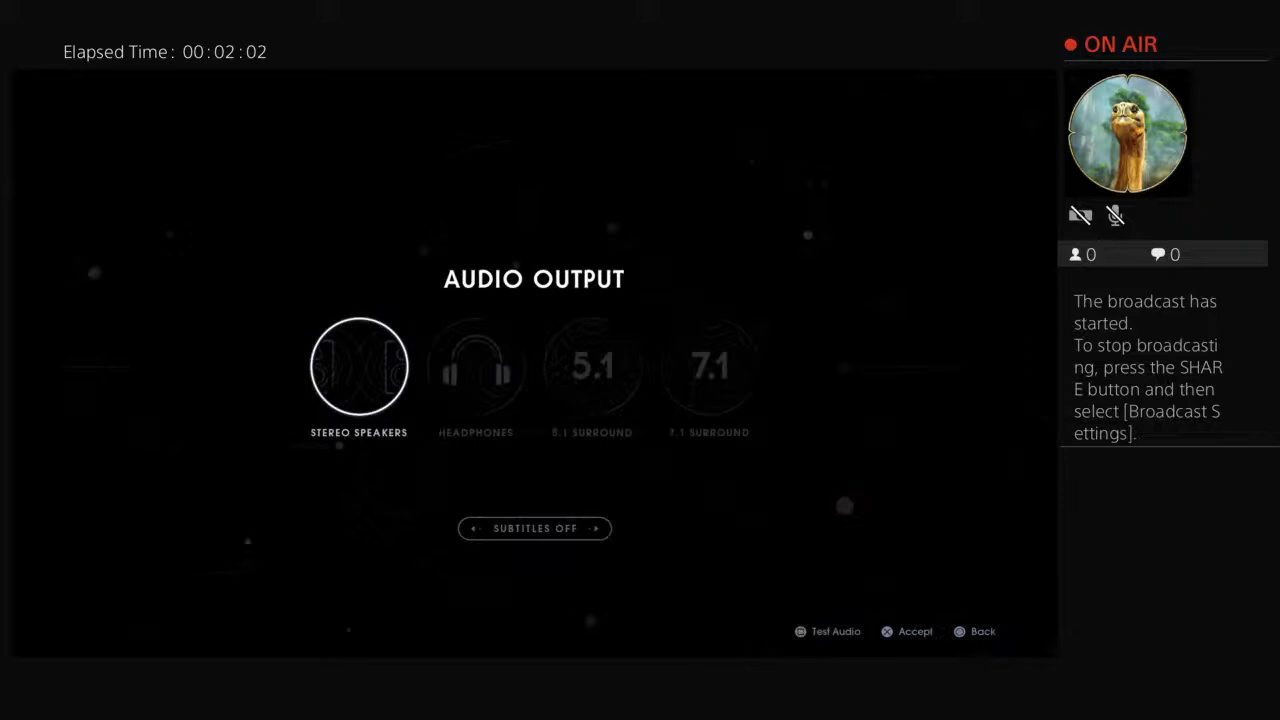 Elapsed Time: 00:02:02
ON AIR
0 0
The broadcast has
started.
To stop broadcasti
ng, press the SHAR
E button and then
select [Broadcast S
ettings].
AUDIO OUTPUT
5.1 7.1
STEREO SPEAKERS HEADPHONES 5.1 SURROUND 7.1 SURROUND
SUBTITLES OFF
Test Audio Accept Back